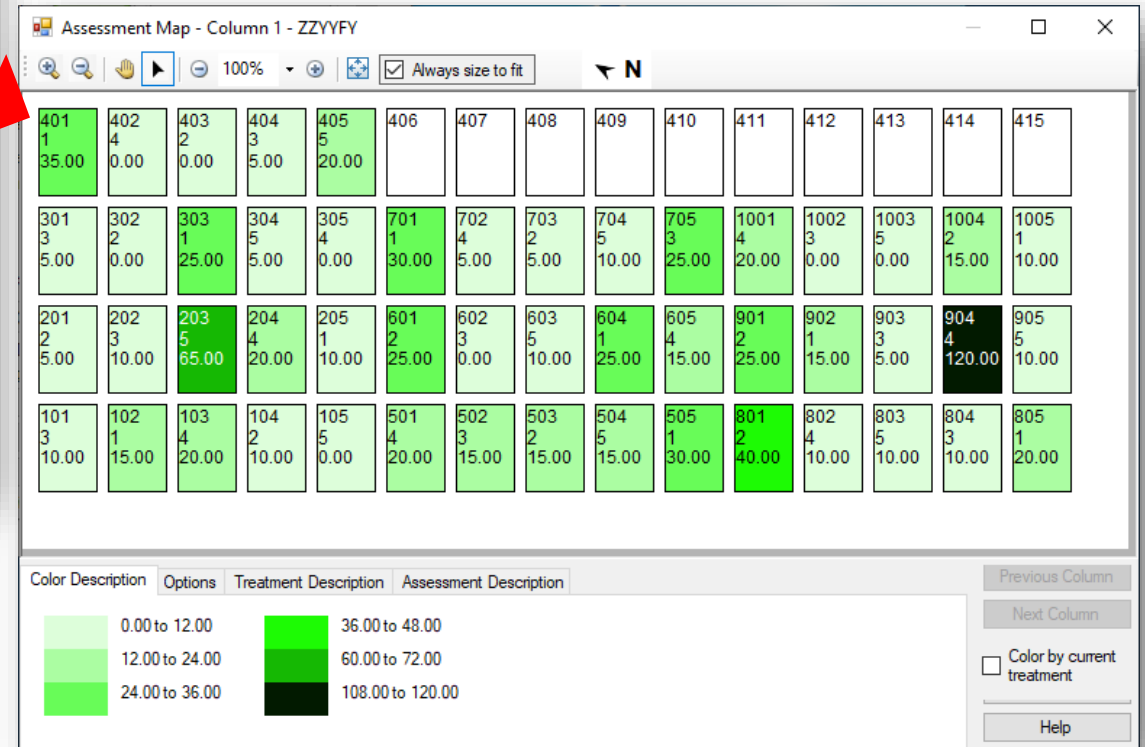 Assessment Map - Column 1 - ZZYYFY
100% Always size to fit N
401 402 403 404 405 406 407 408 409 410 411 412 413 414 415
1 4 2 3 5
35.00 0.00 0.00 5.00 20.00
301 302 303 304 305 701 702 703 704 705 1001 1002 1003 1004 1005
3 2 1 5 4 1 4 2 5 3 4 3 5 2 1
5.00 0.00 25.00 5.00 0.00 30.00 5.00 5.00 10.00 25.00 20.00 0.00 0.00 15.00 10.00
201 202 203 204 205 601 602 603 604 605 901 902 903 904 905
2 3 5 4 1 2 3 5 1 4 2 1 3 4 5
5.00 10.00 65.00 20.00 10.00 25.00 0.00 10.00 25.00 15.00 25.00 15.00 5.00 120.00 10.00
101 102 103 104 105 501 502 503 504 505 801 802 803 804 805
3 1 4 2 5 4 3 2 5 1 2 4 5 3 1
10.00 15.00 20.00 10.00 0.00 20.00 15.00 15.00 15.00 30.00 40.00 10.00 10.00 10.00 20.00
Color Description Options Treatment Description Assessment Description
0.00 to 12.00 36.00 to 48.00
12.00 to 24.00 60.00 to 72.00
24.00 to 36.00 108.00 to 120.00
Previous Column
Next Column
Color by current
treatment
Help